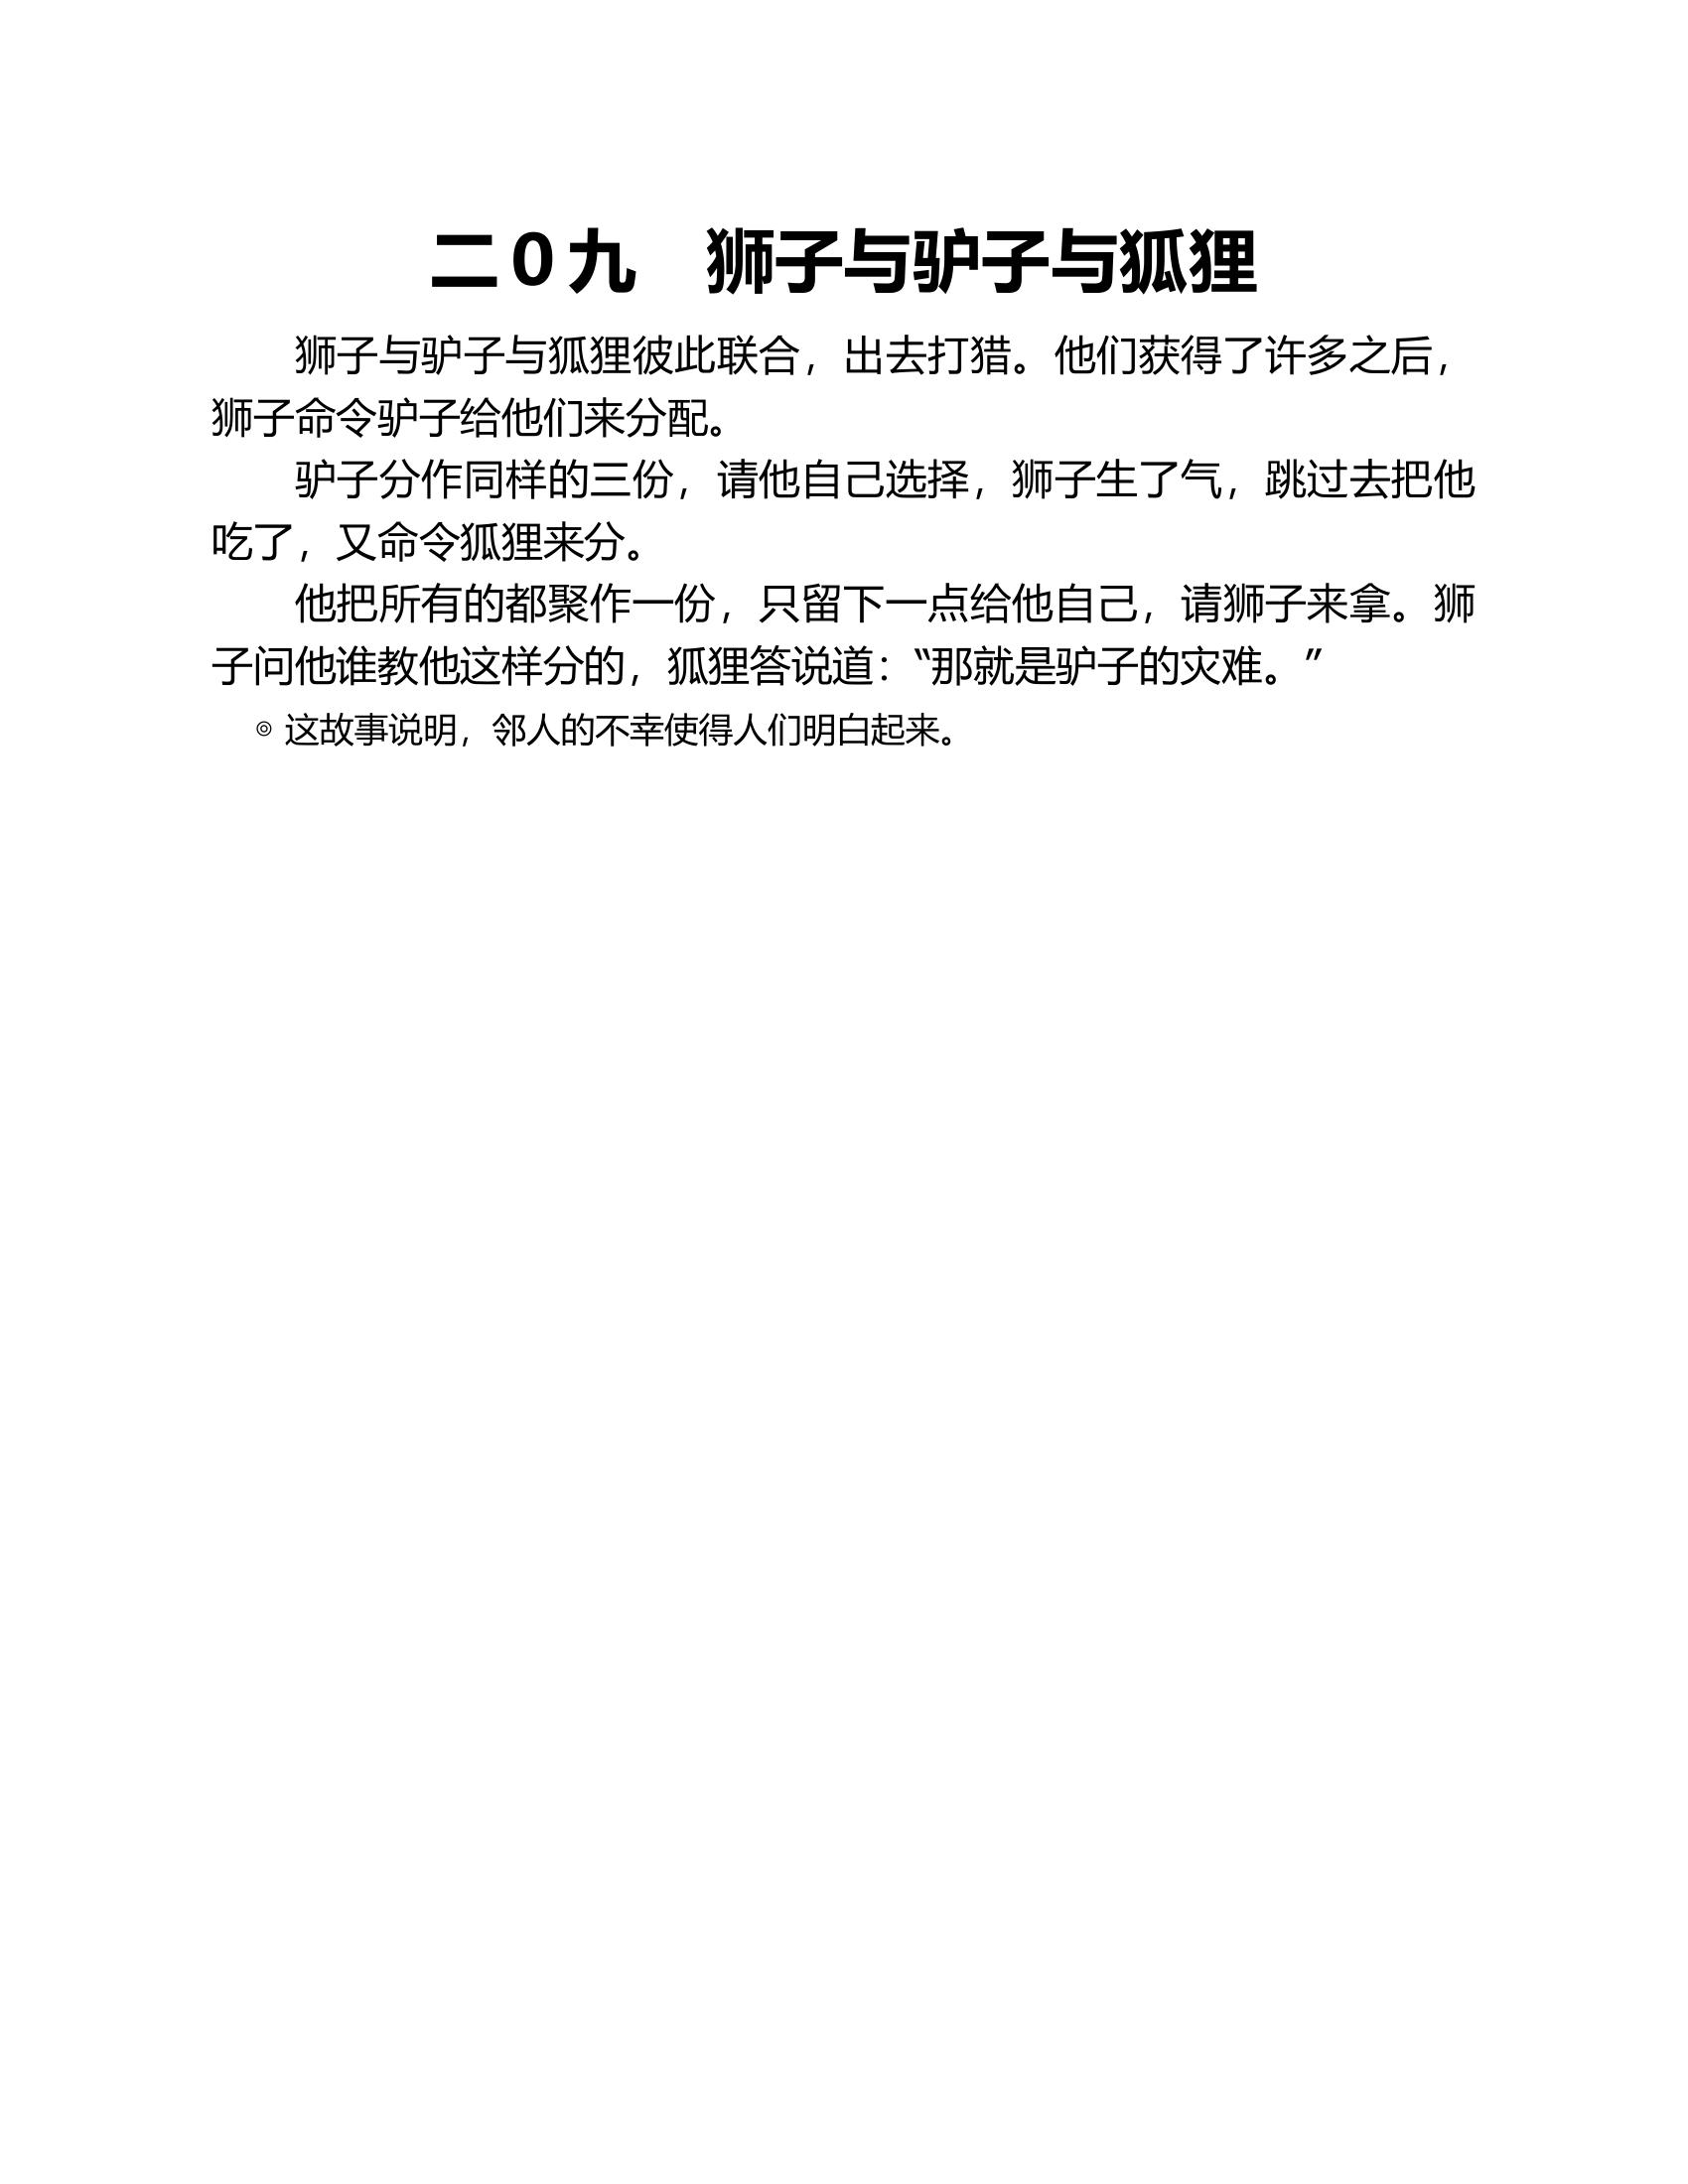 二0九　狮子与驴子与狐狸
狮子与驴子与狐狸彼此联合，出去打猎。他们获得了许多之后，
狮子命令驴子给他们来分配。
驴子分作同样的三份，请他自己选择，狮子生了气，跳过去把他
吃了，又命令狐狸来分。
他把所有的都聚作一份，只留下一点给他自己，请狮子来拿。狮
子问他谁教他这样分的，狐狸答说道：“那就是驴子的灾难。”
◎ 这故事说明，邻人的不幸使得人们明白起来。